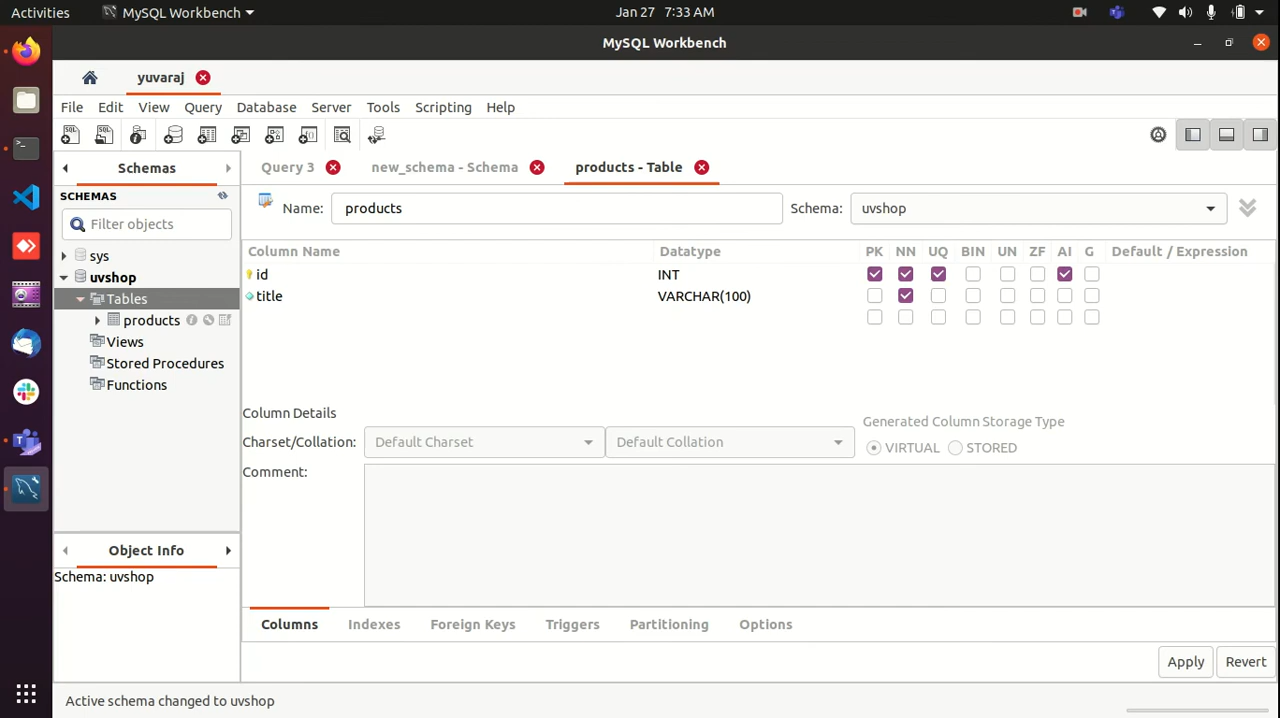 Activities MySQL Workbench Jan 27 7:33 AM
MySQL Workbench
yuvaraj
File Edit View Query Database Server Tools Scripting Help
Schemas Query 3 new_schema - Schema products - Table
SCHEMAS
Filter objects
Name: products Schema: uvshop
sys
uvshop
Tables
products
Views
Stored Procedures
Functions
Column Name Datatype PK NN UQ BIN UN ZF AI G Default / Expression
id INT
title VARCHAR(100)
Column Details
Charset/Collation: Default Charset Default Collation
Generated Column Storage Type
VIRTUAL STORED
Comment:
Object Info
Schema: uvshop
Columns Indexes Foreign Keys Triggers Partitioning Options
Apply Revert
Active schema changed to uvshop